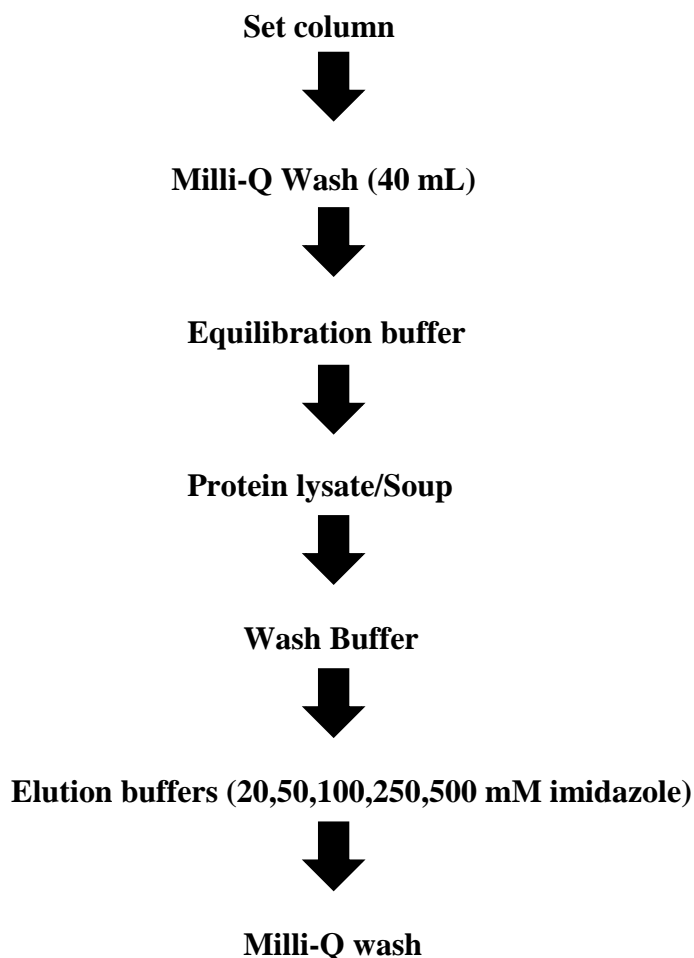 Set column
Milli-Q Wash (40 mL)
Equilibration buffer
Protein lysate/Soup
Wash Buffer
Elution buffers (20,50,100,250,500 mM imidazole)
Milli-Q wash